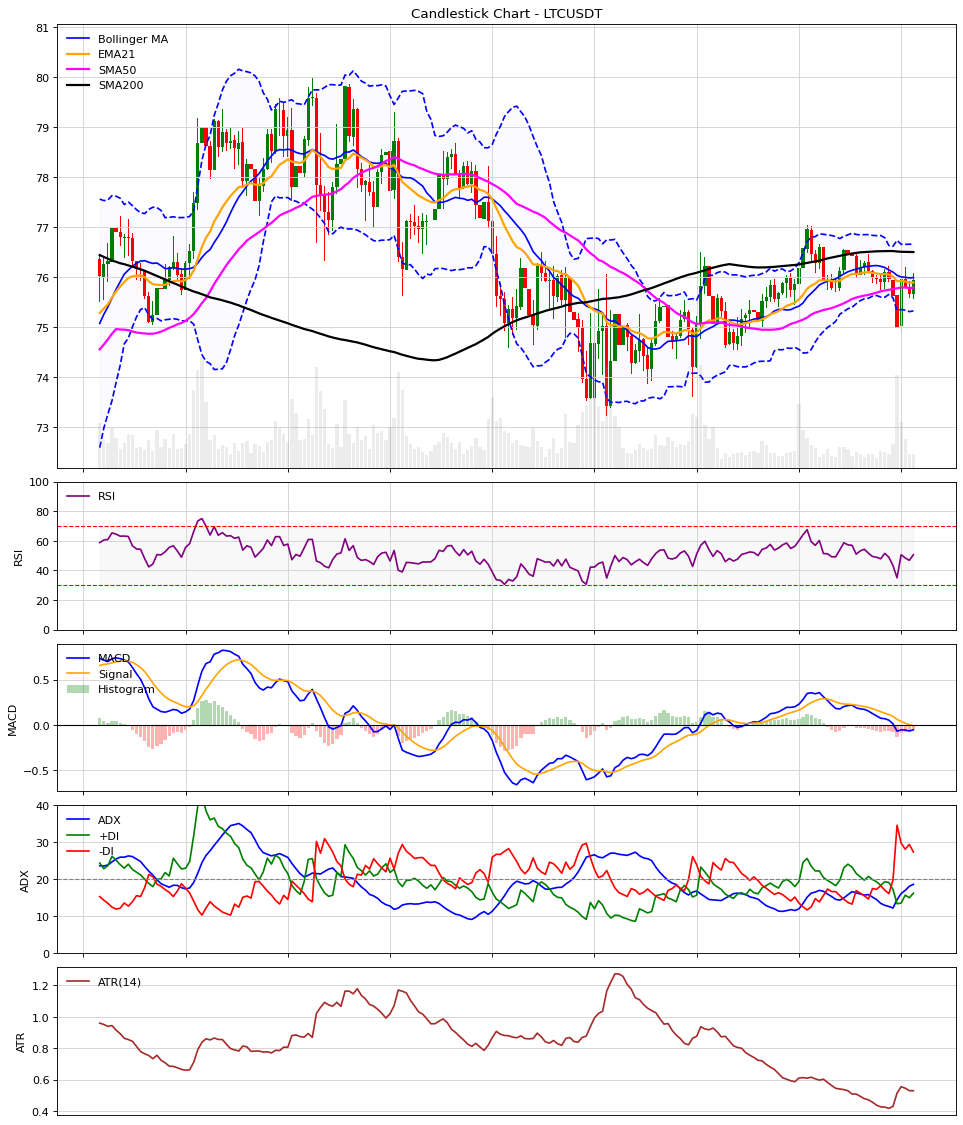 Candlestick Chart - LTCUSDT
81
80
79
78
77
76
75
74
73
Bollinger MA
EMA21
SMA50
SMA200
100
80
60
40
20
0
RSI
RSI
0.5
0.0
−0.5
MACD
MACD
Signal
Histogram
40
30
20
10
0
ADX
ADX
+DI
-DI
1.2
1.0
0.8
0.6
0.4
ATR
ATR(14)